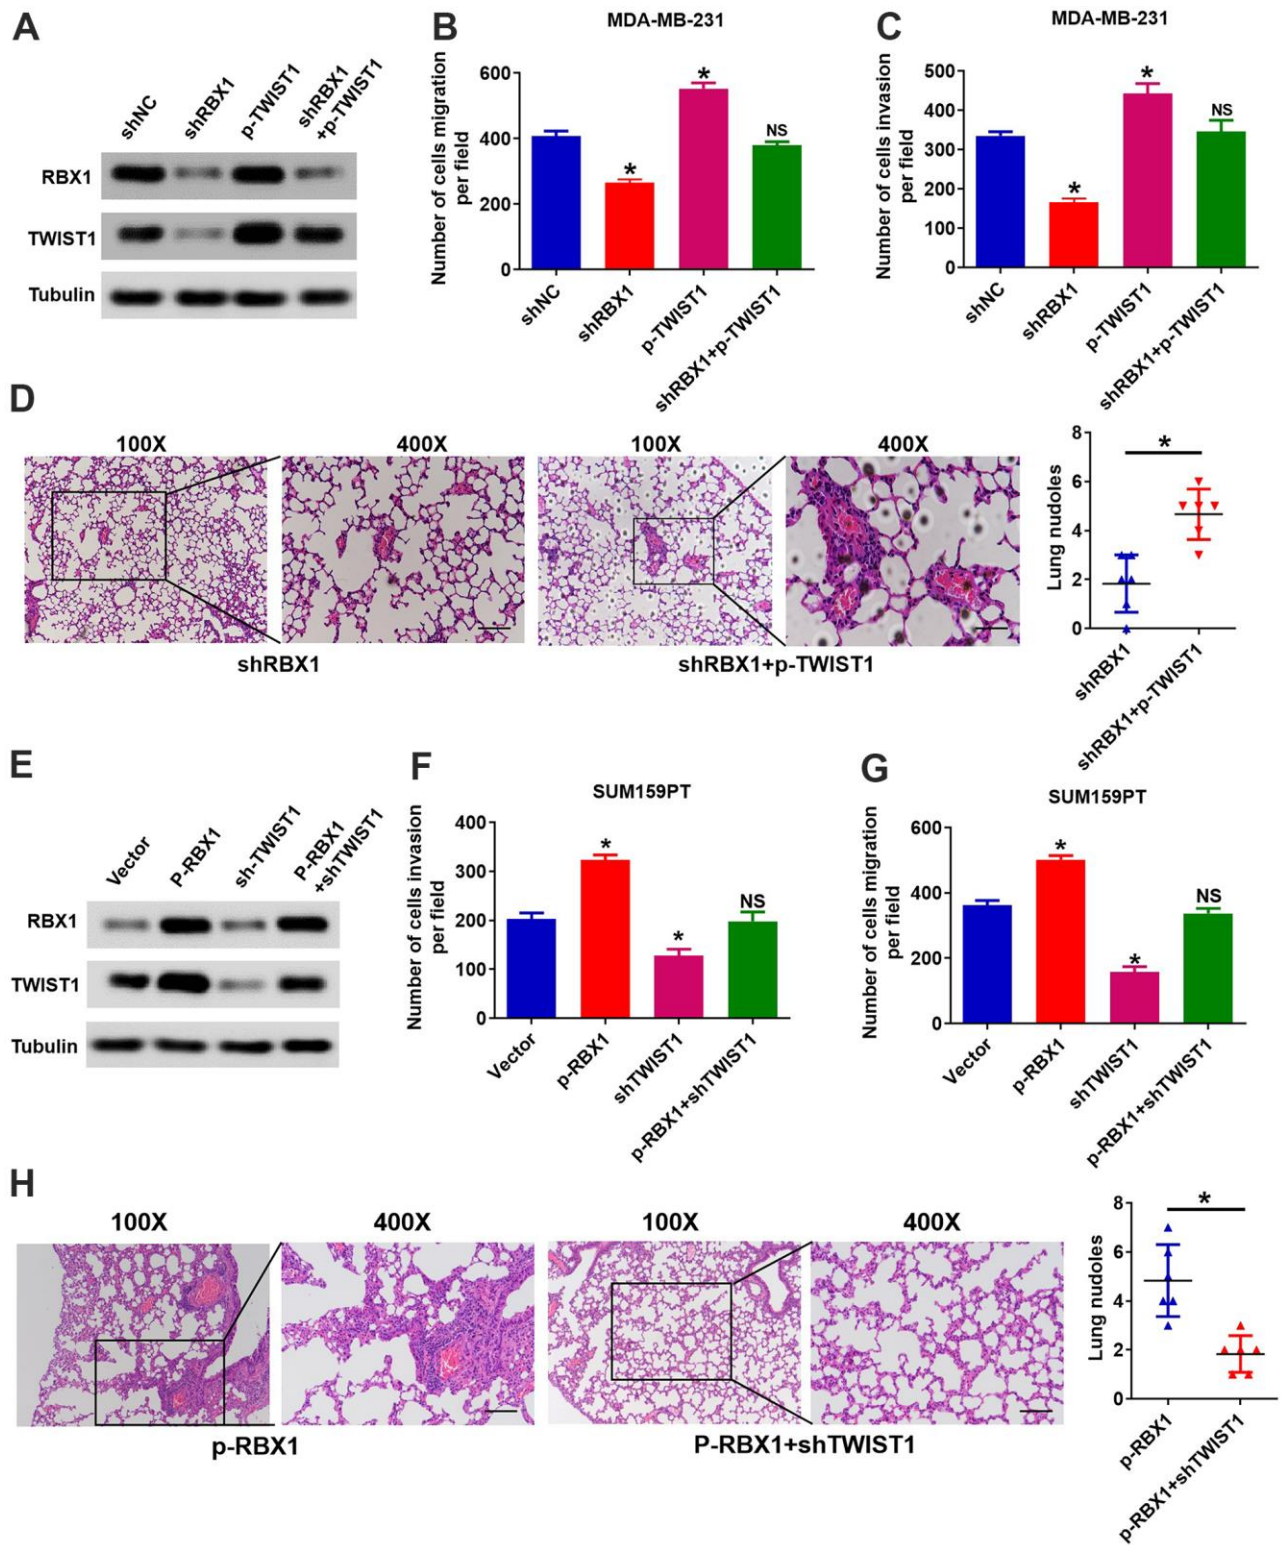 A
shNC
shRBX1
p-TWIST1
shRBX1
+p-TWIST1
RBX1
TWIST1
Tubulin
B
MDA-MB-231
Number of cells migration
per field
600
400
200
0
*
*
NS
shNC
shRBX1
p-TWIST1
shRBX1+p-TWIST1
C
MDA-MB-231
Number of cells invasion
per field
500
400
300
200
100
0
*
*
NS
shNC
shRBX1
p-TWIST1
shRBX1+p-TWIST1
D
100X
400X
shRBX1
100X
400X
shRBX1+p-TWIST1
Lung nudoles
8
6
4
2
0
*
shRBX1
shRBX1+p-TWIST1
E
Vector
P-RBX1
sh-TWIST1
P-RBX1
+shTWIST1
RBX1
TWIST1
Tubulin
F
SUM159PT
Number of cells invasion
per field
400
300
200
100
0
*
*
NS
Vector
p-RBX1
shTWIST1
p-RBX1+shTWIST1
G
SUM159PT
Number of cells migration
per field
600
400
200
0
*
*
NS
Vector
p-RBX1
shTWIST1
p-RBX1+shTWIST1
H
100X
400X
p-RBX1
100X
400X
P-RBX1+shTWIST1
Lung nudoles
8
6
4
2
0
*
p-RBX1
p-RBX1+shTWIST1